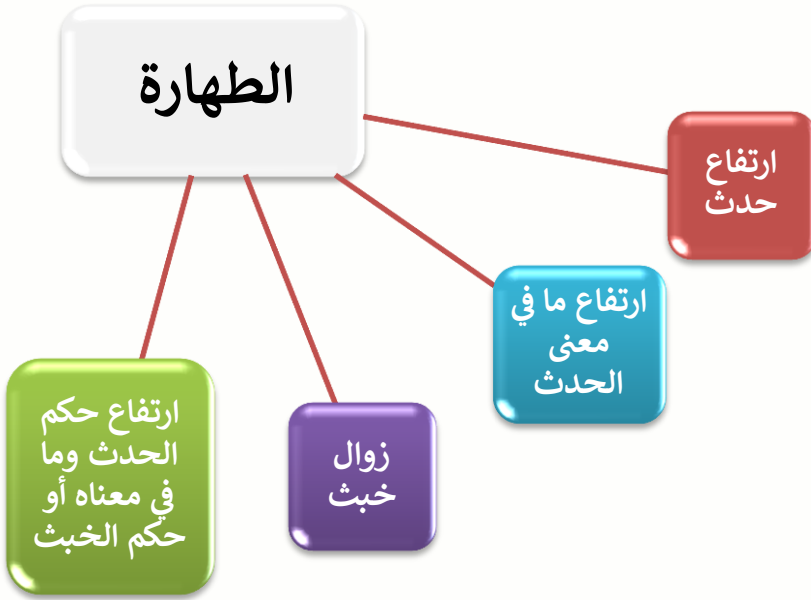 الطهارة
ارتفاع
حدث
ارتفاع ما في
معنى
الحدث
زوال
خبث
ارتفاع حكم
الحدث وما
في معناه أو
حكم الخبث